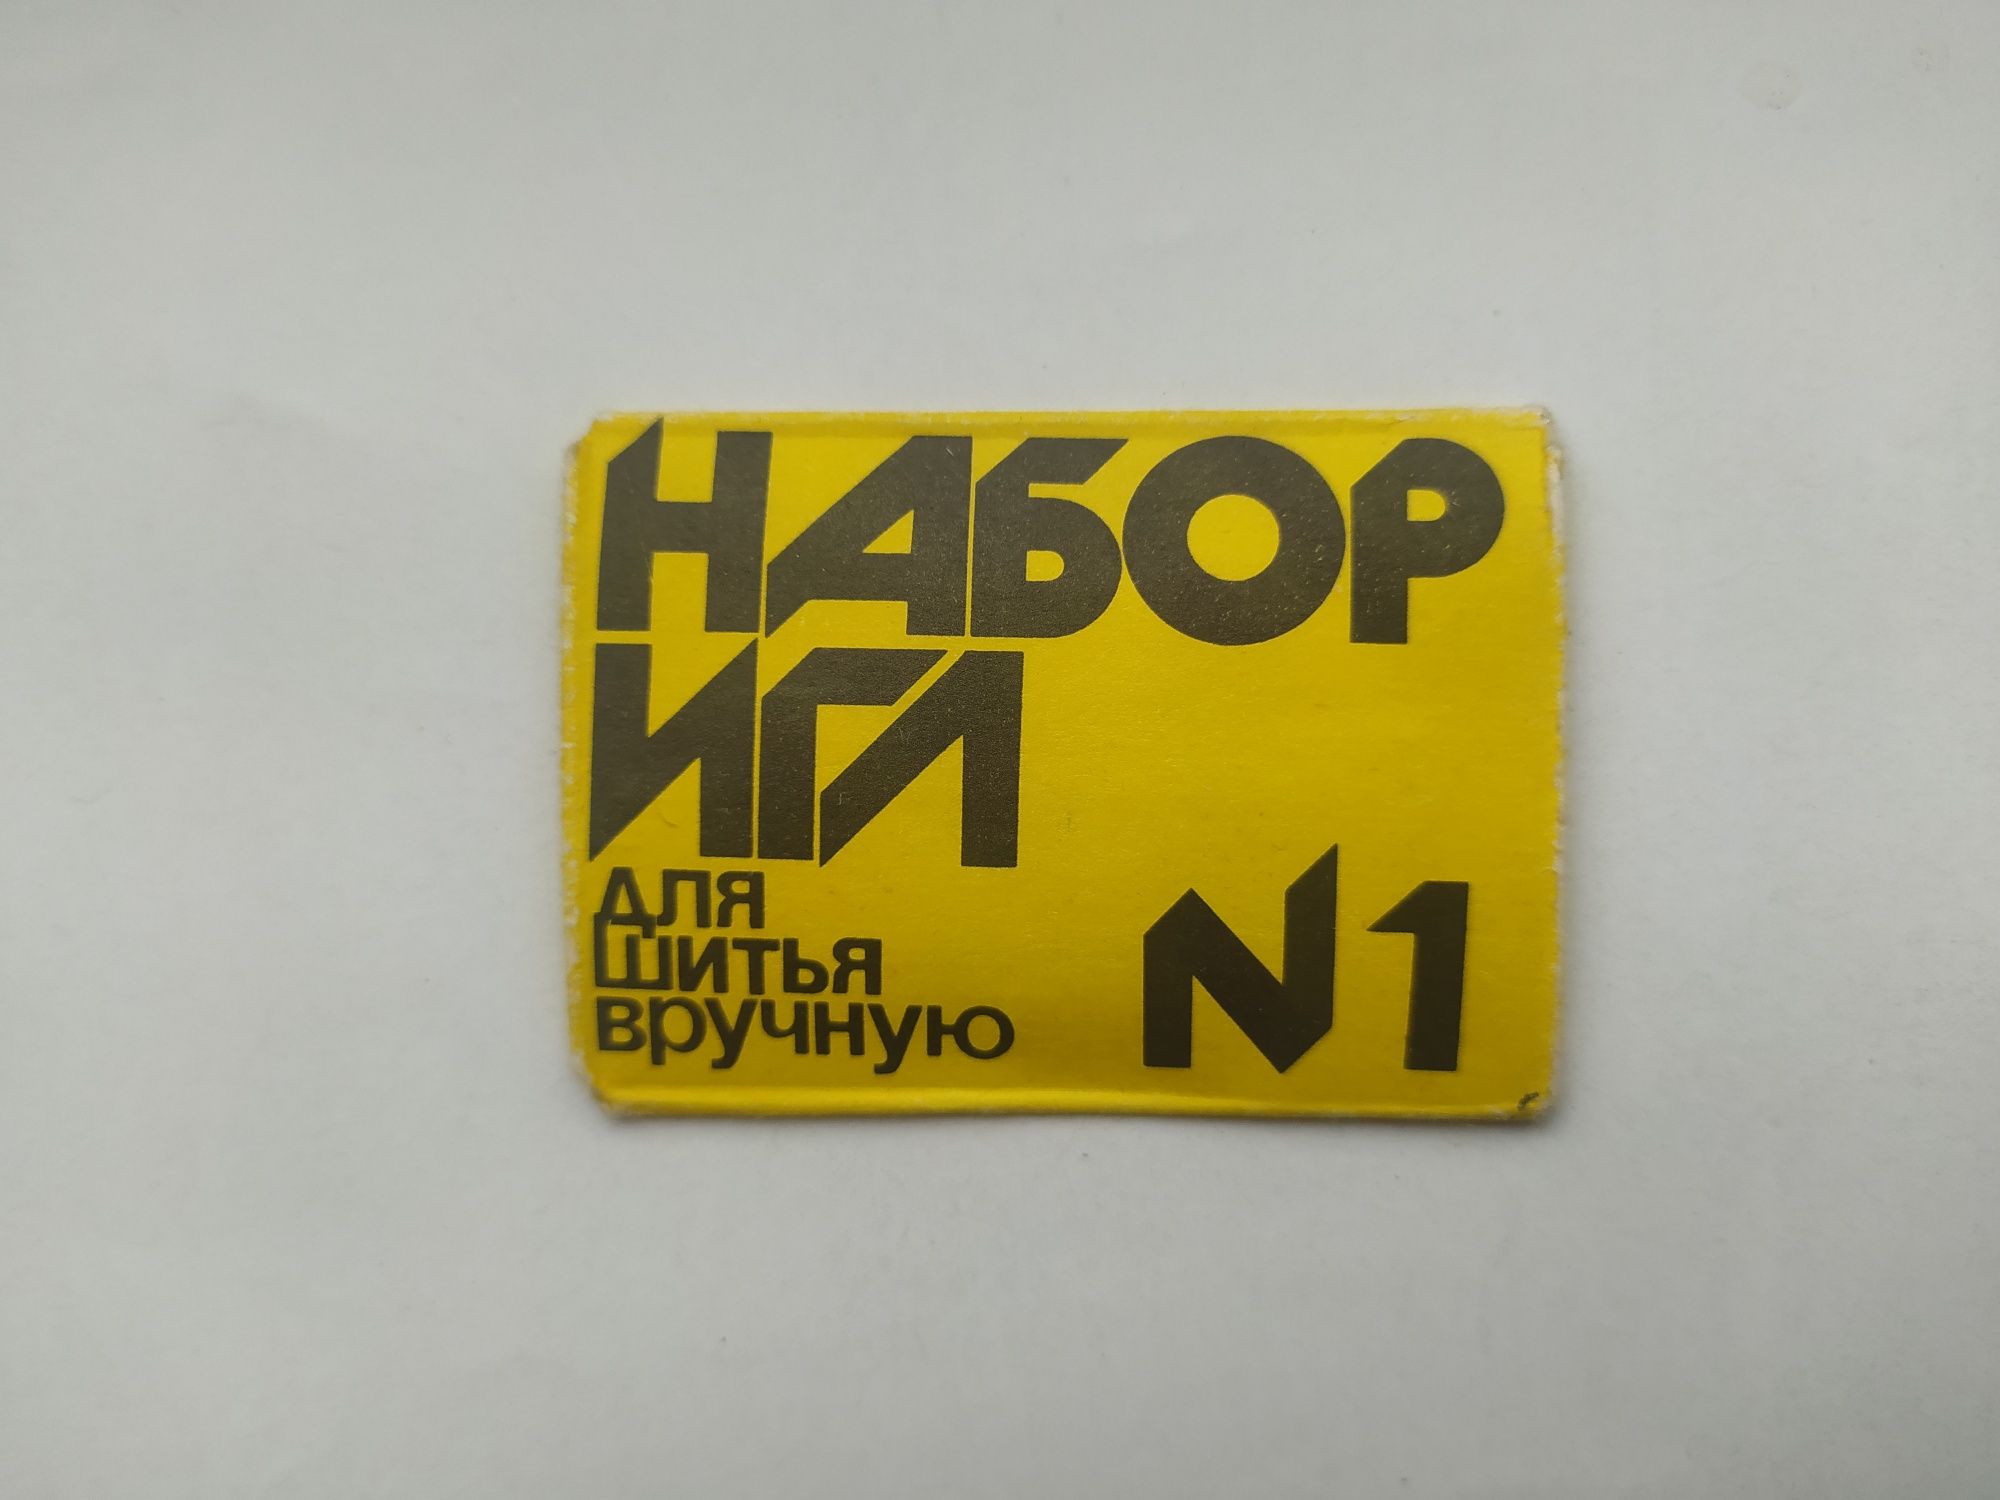 НАБОР
ИГЛ
для
шитья
вручную
N1